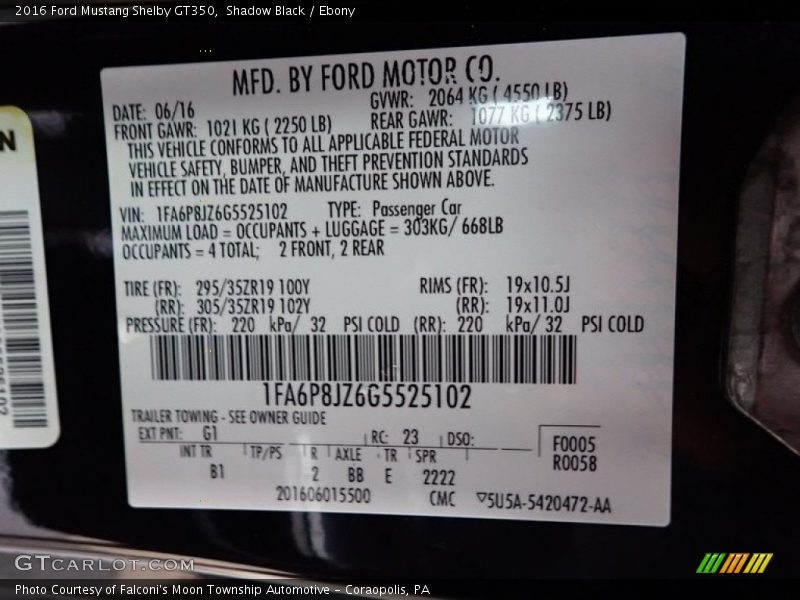 2016 Ford Mustang Shelby GT350, Shadow Black / Ebony
MFD. BY FORD MOTOR CO.
DATE: 06/16 GVWR: 2064 KG ( 4550 LB)
FRONT GAWR: 1021 KG ( 2250 LB) REAR GAWR: 1077 KG ( 2375 LB)
THIS VEHICLE CONFORMS TO ALL APPLICABLE FEDERAL MOTOR
VEHICLE SAFETY, BUMPER, AND THEFT PREVENTION STANDARDS
IN EFFECT ON THE DATE OF MANUFACTURE SHOWN ABOVE.
VIN: 1FA6P8JZ6G5525102 TYPE: Passenger Car
MAXIMUM LOAD = OCCUPANTS + LUGGAGE = 303KG/ 668LB
OCCUPANTS = 4 TOTAL; 2 FRONT, 2 REAR
TIRE (FR): 295/35ZR19 100Y RIMS (FR): 19x10.5J
(RR): 305/35ZR19 102Y (RR): 19x11.0J
PRESSURE (FR): 220 kPa/ 32 PSI COLD (RR): 220 kPa/ 32 PSI COLD
1FA6P8JZ6G5525102
TRAILER TOWING - SEE OWNER GUIDE
EXT PNT: G1 RC: 23 DSO: F0005
INT TR TP/PS R AXLE TR SPR R0058
B1 2 BB E 2222
201606015500 CMC ▽5U5A-5420472-AA
N
GTCARLOT.COM
Photo Courtesy of Falconi's Moon Township Automotive - Coraopolis, PA